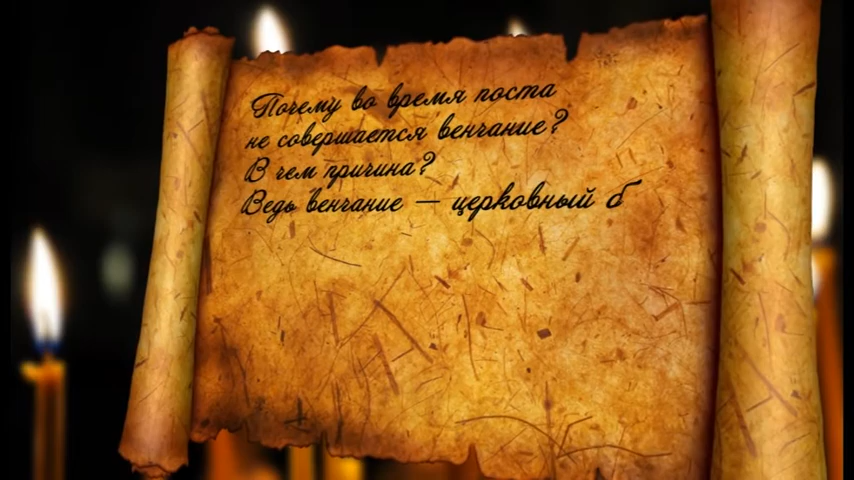 Почему во время поста
не совершается венчание?
В чем причина?
Ведь венчание — церковный б